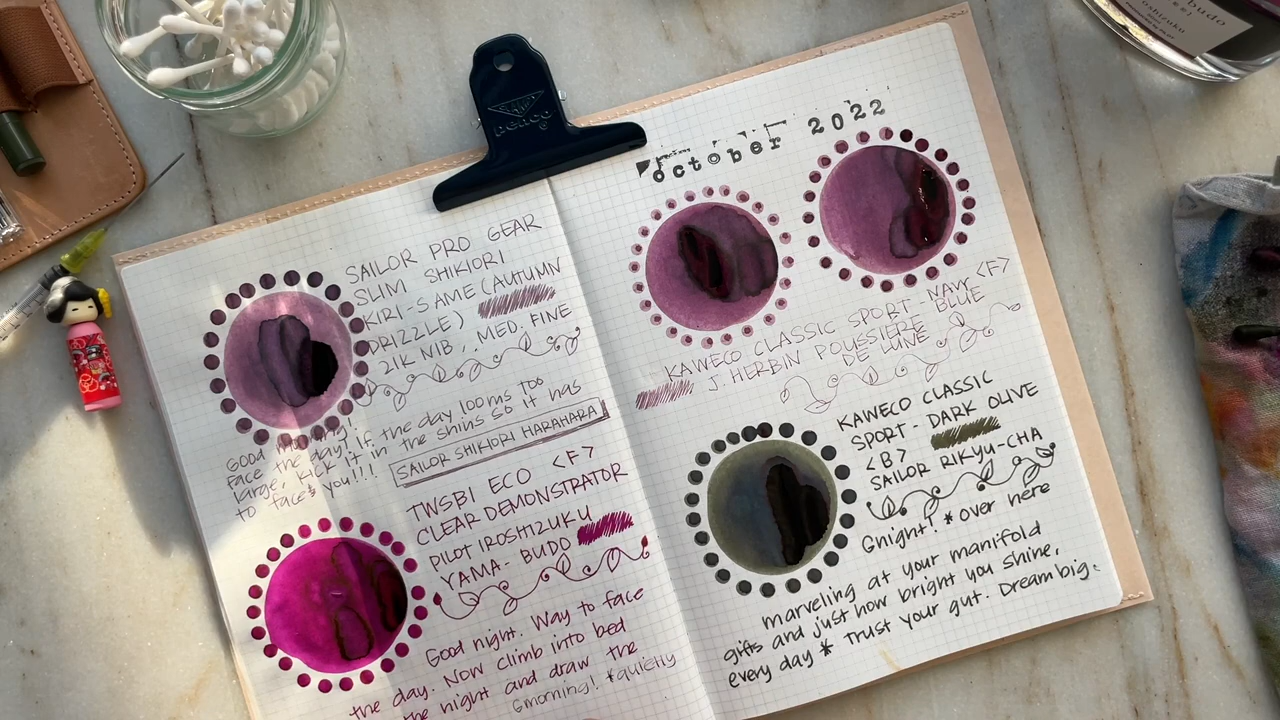 penco
SAILOR PRO GEAR
SLIM SHIKIORI
KIRI-SAME (AUTUMN
DRIZZLE)
21K NIB, MED. FINE
Good morning!
face the day! If the day looms too
large, kick it in the shins so it has
to face you!!!
SAILOR SHIKIORI HARAHARA
TWSBI ECO <F>
CLEAR DEMONSTRATOR
PILOT IROSHIZUKU
YAMA-BUDO
Good night. Way to face
the day. Now climb into bed
the night and draw the
Gmorning! *quietly
October 2022
KAWECO CLASSIC SPORT-NAVY <F>
BLUE
J. HERBIN POUSSIÈRE
DE LUNE
KAWECO CLASSIC
SPORT - DARK OLIVE
<B>
SAILOR RIKYU-CHA
Gnight! * over here
marveling at your manifold
gifts and just how bright you shine,
every day * Trust your gut. Dream big.
budo